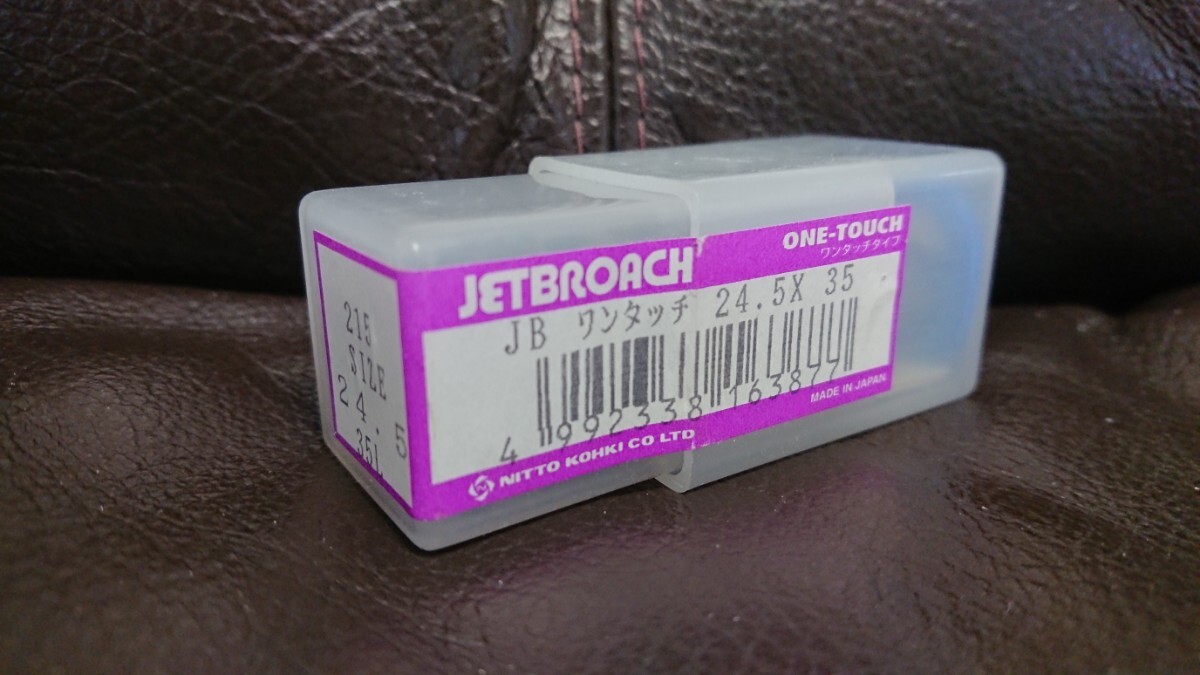 215
SIZE
24.5
35L
JETBROACH
ONE-TOUCH
ワンタッチタイプ
JB ワンタッチ 24.5X 35
4 992338 163877
MADE IN JAPAN
NITTO KOHKI CO LTD